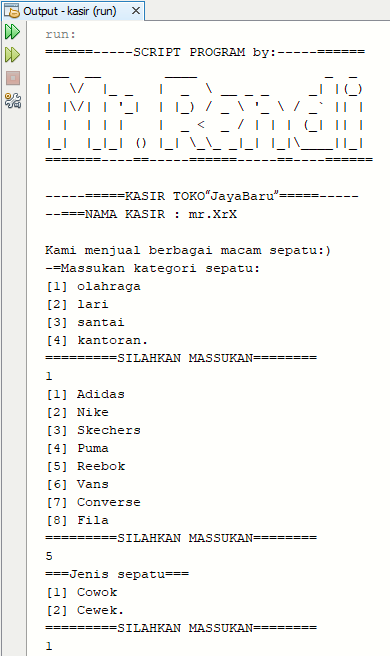 Output - kasir (run)
run:
======-----SCRIPT PROGRAM by:-----======
Mr. Rendi
=======----==-----======-----==----======
-----======KASIR TOKO"JayaBaru"=====-----
--===NAMA KASIR : mr.XrX
Kami menjual berbagai macam sepatu:)
-=Massukan kategori sepatu:
[1] olahraga
[2] lari
[3] santai
[4] kantoran.
=========SILAHKAN MASSUKAN========
1
[1] Adidas
[2] Nike
[3] Skechers
[4] Puma
[5] Reebok
[6] Vans
[7] Converse
[8] Fila
=========SILAHKAN MASSUKAN========
5
===Jenis sepatu===
[1] Cowok
[2] Cewek.
=========SILAHKAN MASSUKAN========
1